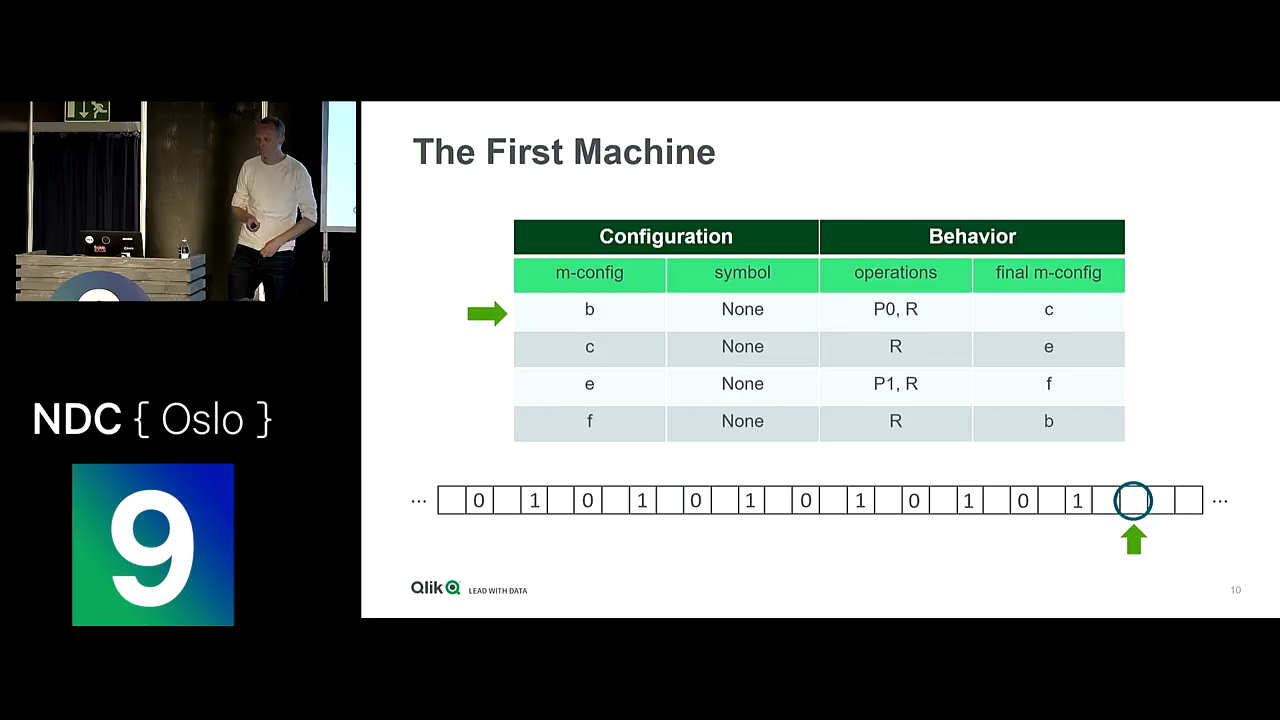 The First Machine
Configuration Behavior
m-config symbol operations final m-config
b None P0, R c
c None R e
e None P1, R f
f None R b
... 0 1 0 1 0 1 0 1 0 1 0 1 ...
NDC { Oslo }
9
Qlik LEAD WITH DATA
10